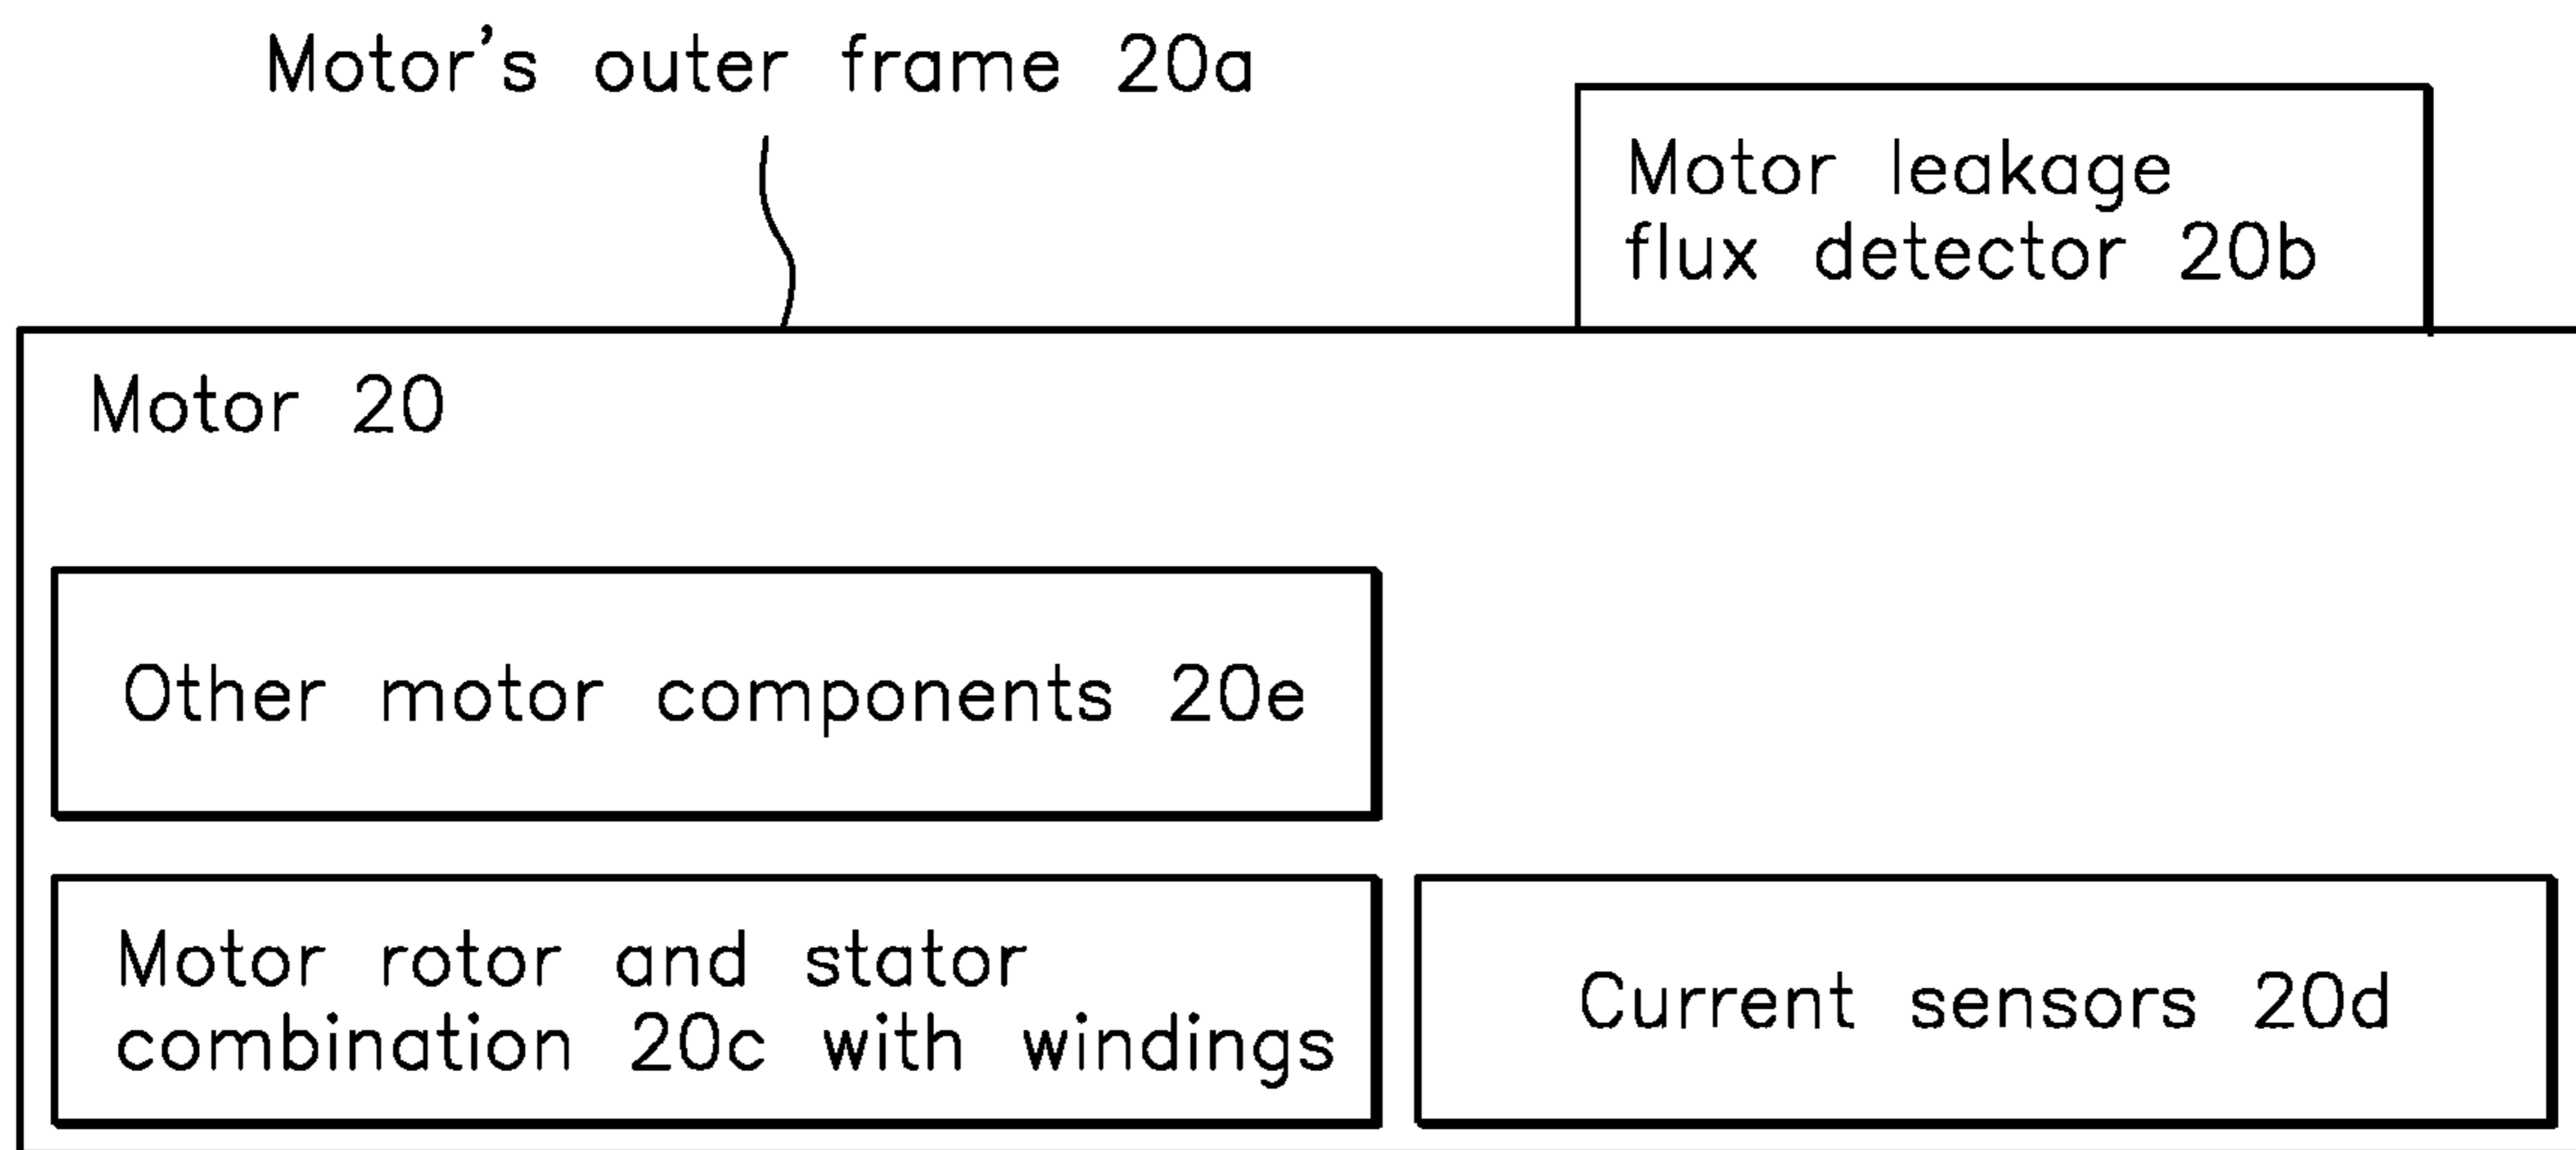 Motor's outer frame 20a
Motor leakage
flux detector 20b
Motor 20
Other motor components 20e
Motor rotor and stator
combination 20c with windings
Current sensors 20d